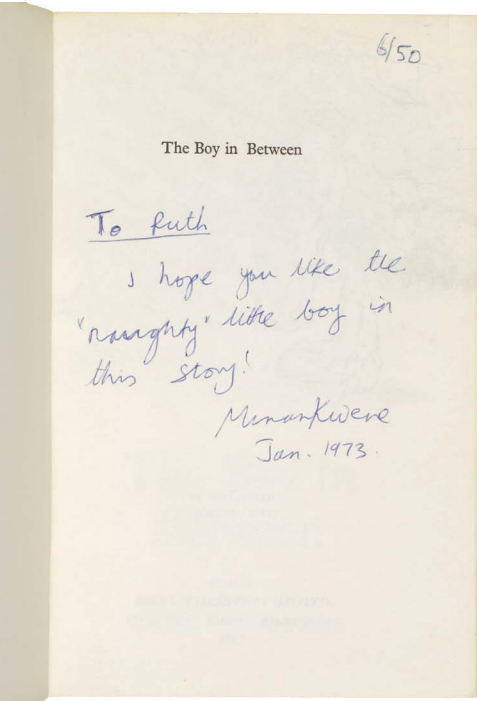 6/50
The Boy in Between
To Ruth
I hope you like the
"naughty" little boy in
this story!
Jan. 1973.